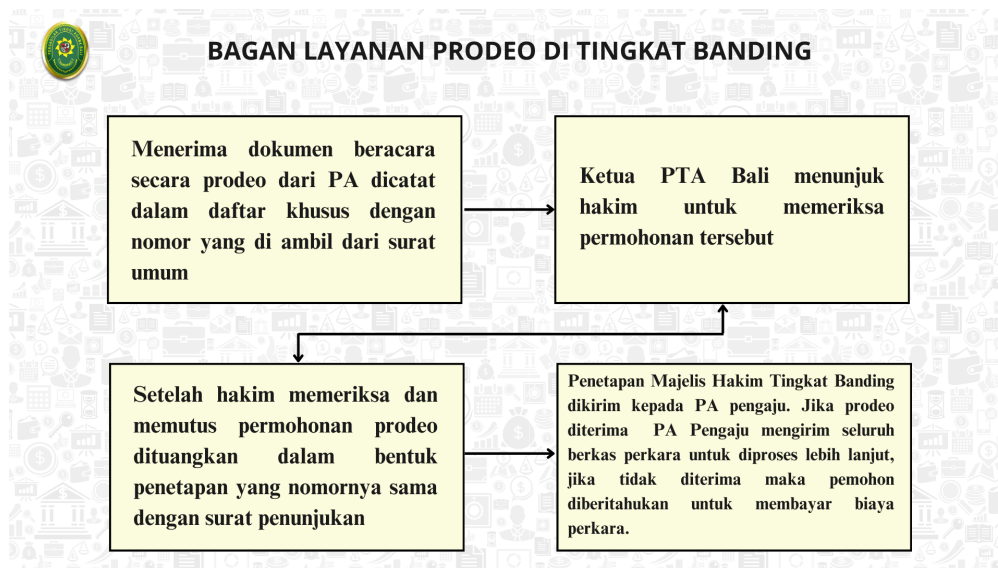 BAGAN LAYANAN PRODEO DI TINGKAT BANDING
Menerima dokumen beracara
secara prodeo dari PA dicatat
dalam daftar khusus dengan
nomor yang di ambil dari surat
umum
Ketua PTA Bali menunjuk
hakim untuk memeriksa
permohonan tersebut
Setelah hakim memeriksa dan
memutus permohonan prodeo
dituangkan dalam bentuk
penetapan yang nomornya sama
dengan surat penunjukan
Penetapan Majelis Hakim Tingkat Banding
dikirim kepada PA pengaju. Jika prodeo
diterima PA Pengaju mengirim seluruh
berkas perkara untuk diproses lebih lanjut,
jika tidak diterima maka pemohon
diberitahukan untuk membayar biaya
perkara.